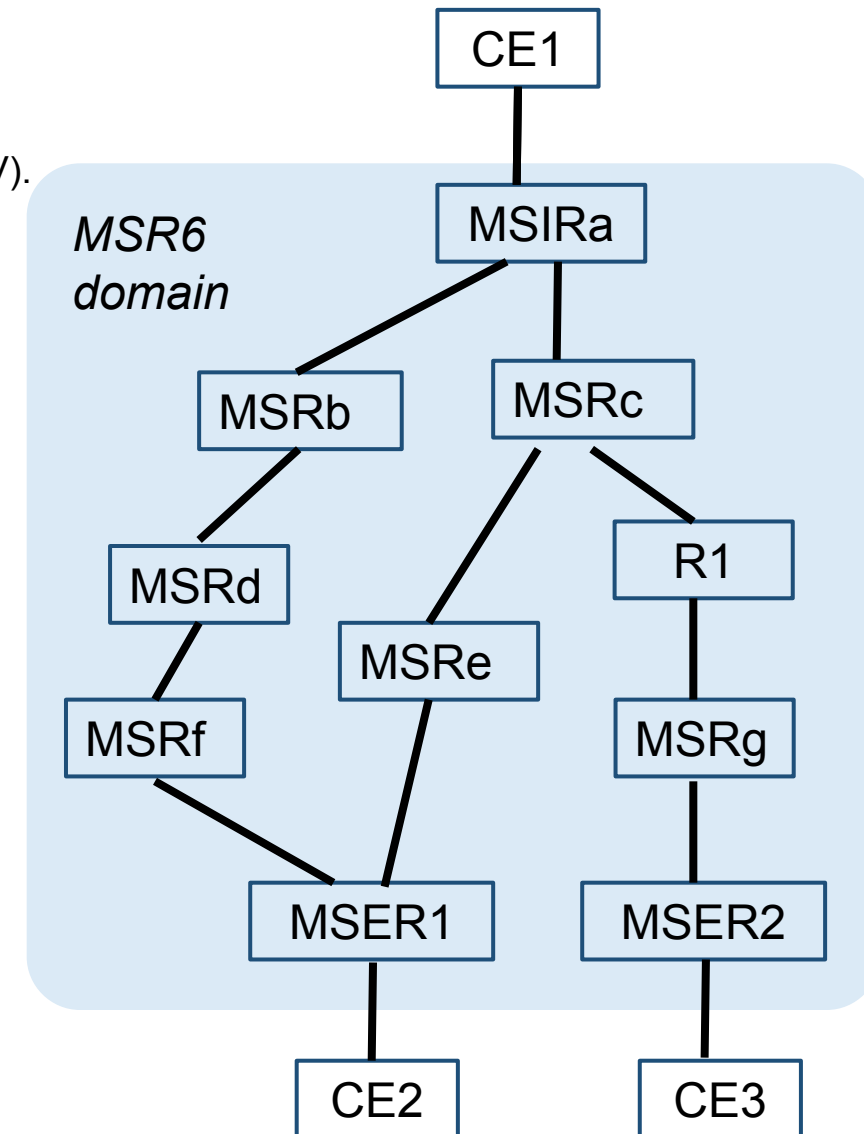 CE1
V).
MSIRa
MSR6
domain
MSRb
MSRc
R1
MSRd
MSRe
MSRf
MSRg
MSER1
MSER2
CE2
CE3